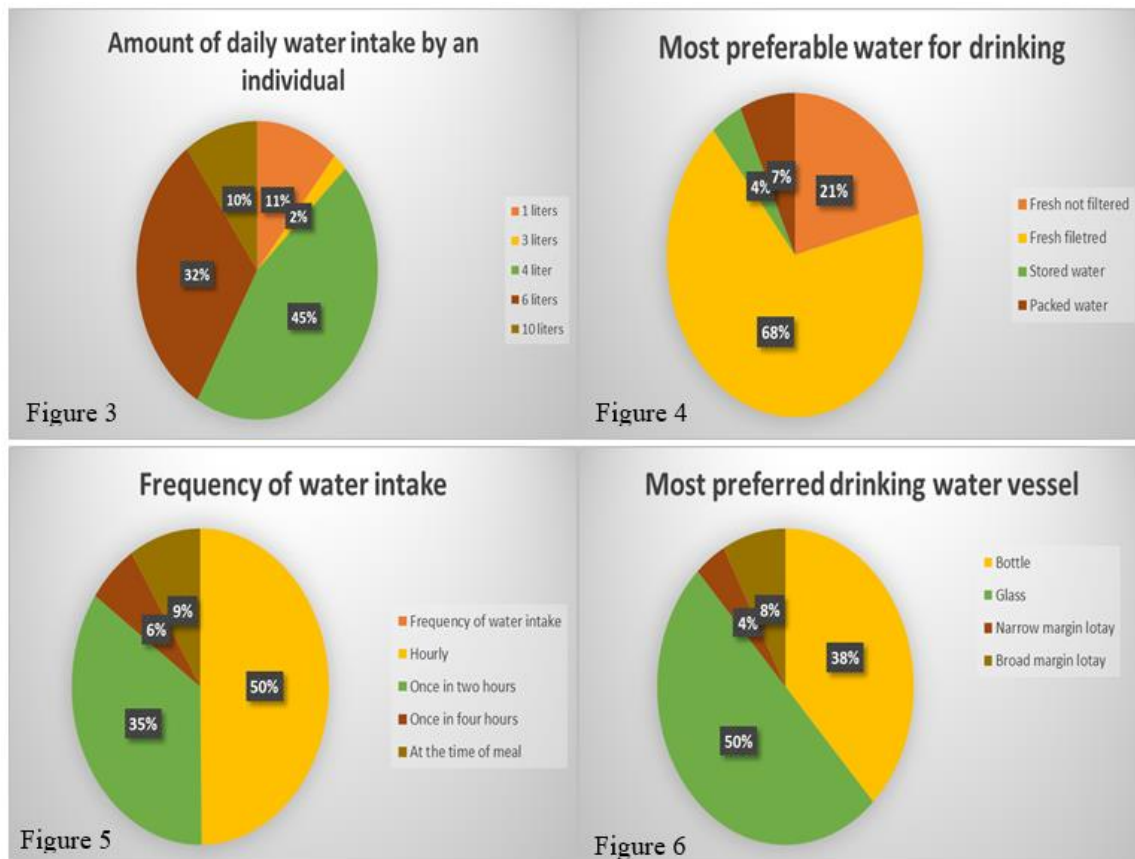 Amount of daily water intake by an
individual
10%
11%
2%
32%
45%
1 liters
3 liters
4 liter
6 liters
10 liters
Figure 3
Most preferable water for drinking
4%
7%
21%
68%
Fresh not filtered
Fresh filetred
Stored water
Packed water
Figure 4
Frequency of water intake
9%
6%
50%
35%
Frequency of water intake
Hourly
Once in two hours
Once in four hours
At the time of meal
Figure 5
Most preferred drinking water vessel
8%
4%
38%
50%
Bottle
Glass
Narrow margin lotay
Broad margin lotay
Figure 6